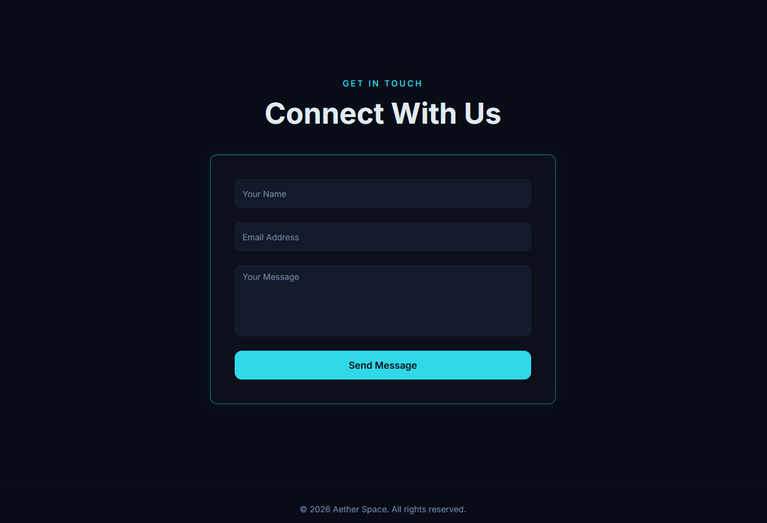 GET IN TOUCH
Connect With Us
Your Name
Email Address
Your Message
Send Message
© 2026 Aether Space. All rights reserved.